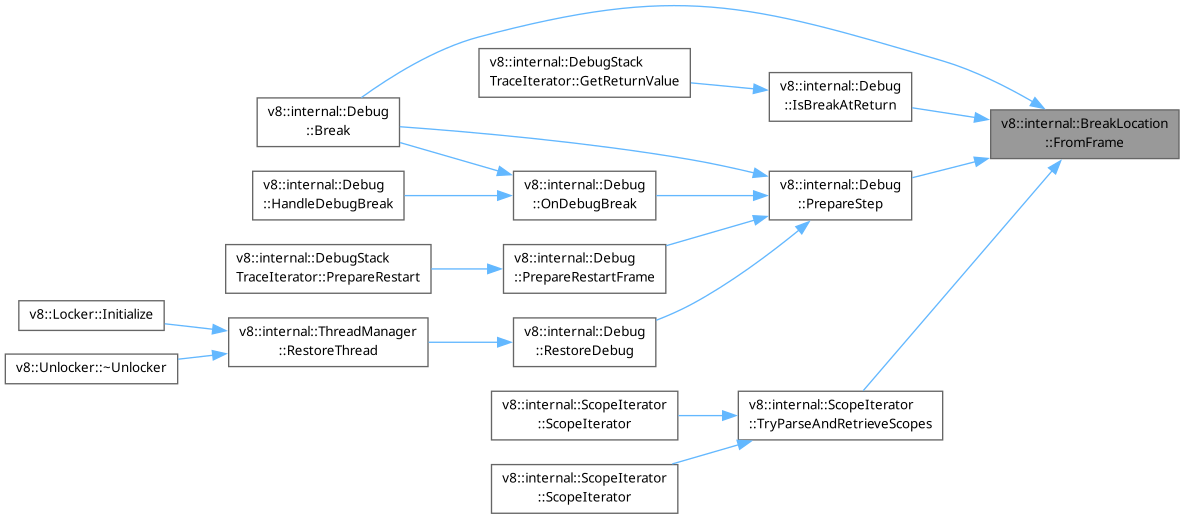 v8::internal::DebugStack
TraceIterator::GetReturnValue
v8::internal::Debug
::IsBreakAtReturn
v8::internal::Debug
::Break
v8::internal::BreakLocation
::FromFrame
v8::internal::Debug
::HandleDebugBreak
v8::internal::Debug
::OnDebugBreak
v8::internal::Debug
::PrepareStep
v8::internal::DebugStack
TraceIterator::PrepareRestart
v8::internal::Debug
::PrepareRestartFrame
v8::Locker::Initialize
v8::internal::ThreadManager
::RestoreThread
v8::internal::Debug
::RestoreDebug
v8::Unlocker::~Unlocker
v8::internal::ScopeIterator
::ScopeIterator
v8::internal::ScopeIterator
::TryParseAndRetrieveScopes
v8::internal::ScopeIterator
::ScopeIterator